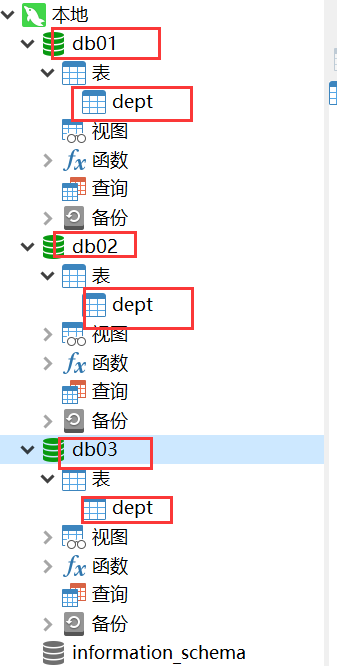 本地
db01
表
dept
视图
fx 函数
查询
备份
db02
表
dept
视图
fx 函数
查询
备份
db03
表
dept
视图
fx 函数
查询
备份
information_schema